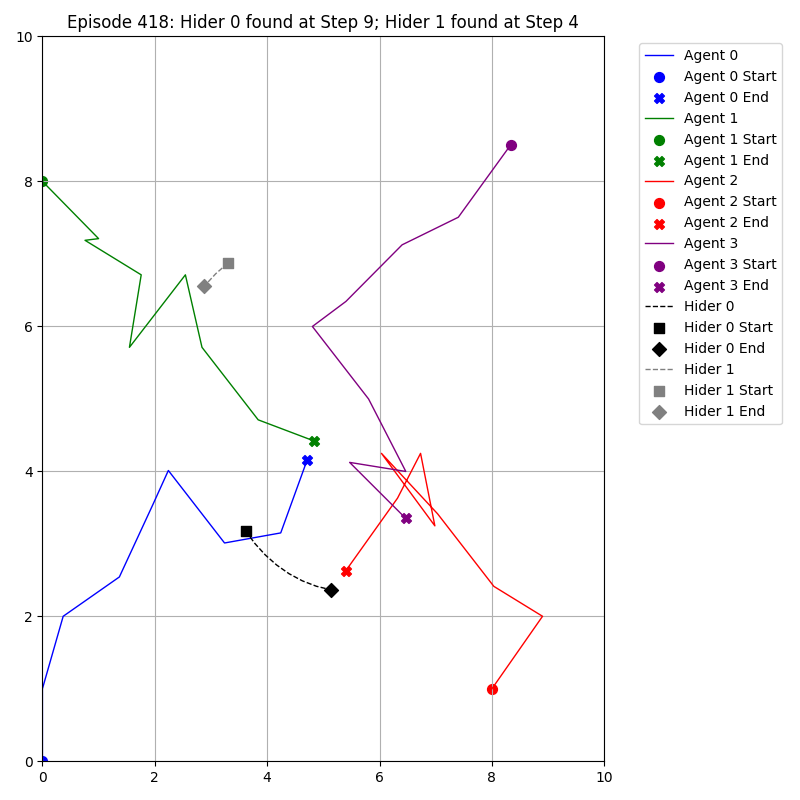 Episode 418: Hider 0 found at Step 9; Hider 1 found at Step 4
10
8
6
4
2
0
0 2 4 6 8 10
Agent 0
Agent 0 Start
Agent 0 End
Agent 1
Agent 1 Start
Agent 1 End
Agent 2
Agent 2 Start
Agent 2 End
Agent 3
Agent 3 Start
Agent 3 End
Hider 0
Hider 0 Start
Hider 0 End
Hider 1
Hider 1 Start
Hider 1 End